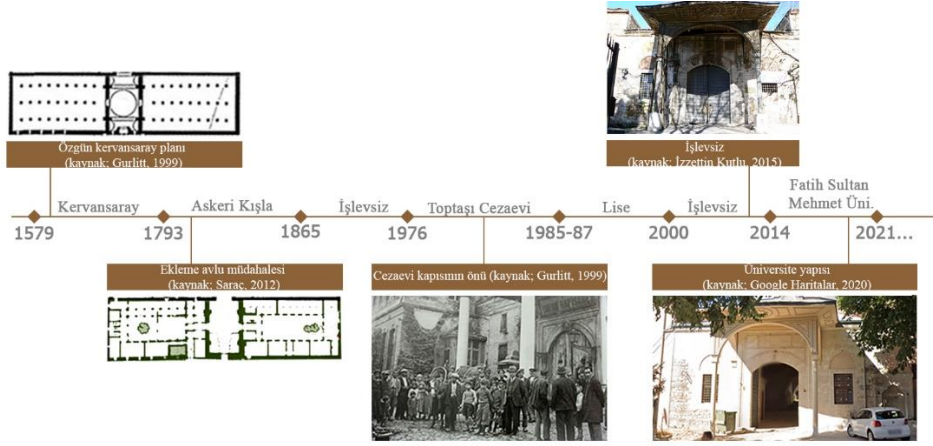 Özgün kervansaray planı
(kaynak; Gurlitt, 1999)
İşlevsiz
(kaynak; İzzettin Kutlu, 2015)
Kervansaray
Askeri Kışla
İşlevsiz
Toptaşı Cezaevi
Lise
İşlevsiz
Fatih Sultan
Mehmet Üni.
1579
1793
1865
1976
1985-87
2000
2014
2021...
Ekleme avlu müdahalesi
(kaynak; Saraç, 2012)
Cezaevi kapısının önü (kaynak; Gurlitt, 1999)
Üniversite yapısı
(kaynak; Google Haritalar, 2020)